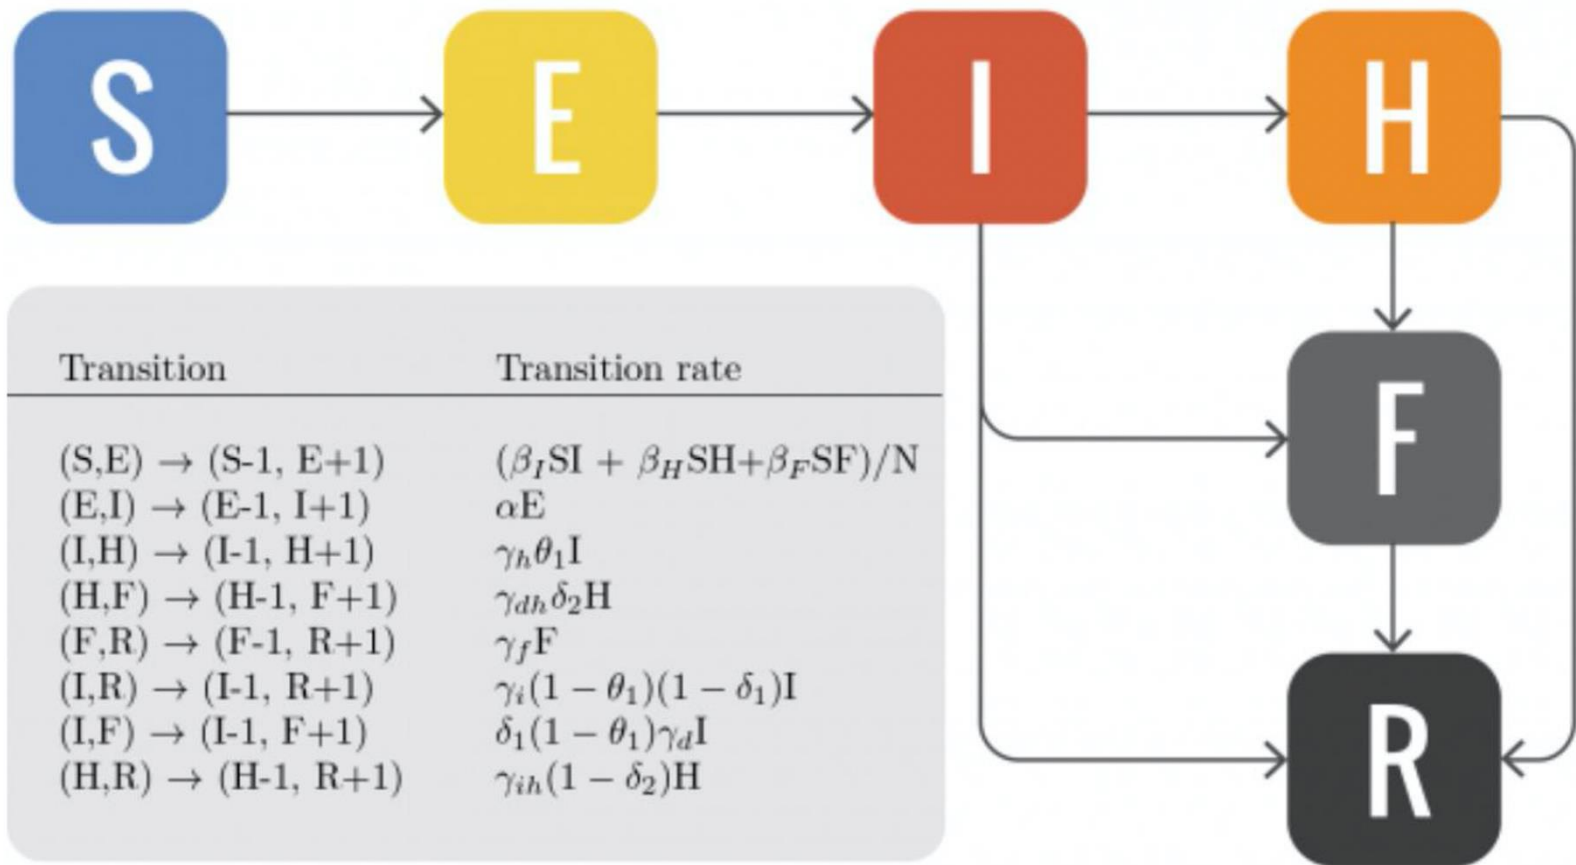 S E I H
F
R
Transition Transition rate
(S,E) → (S-1, E+1) (β_I SI + β_H SH+β_F SF)/N
(E,I) → (E-1, I+1) αE
(I,H) → (I-1, H+1) γ_h θ_1 I
(H,F) → (H-1, F+1) γ_dh δ_2 H
(F,R) → (F-1, R+1) γ_f F
(I,R) → (I-1, R+1) γ_i (1 − θ_1)(1 − δ_1)I
(I,F) → (I-1, F+1) δ_1 (1 − θ_1)γ_d I
(H,R) → (H-1, R+1) γ_ih (1 − δ_2)H